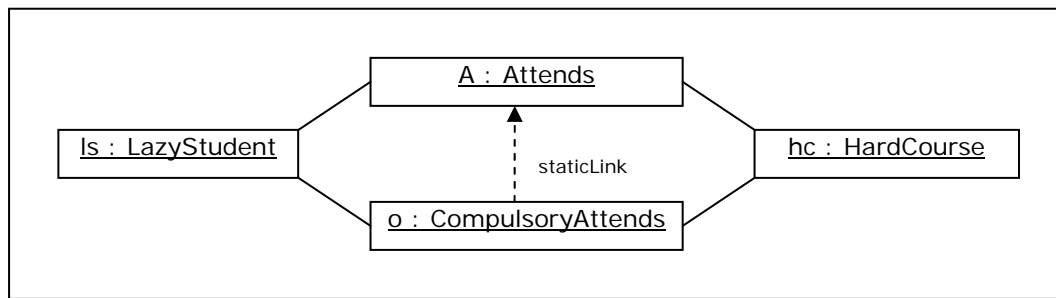 A : Attends
ls : LazyStudent
hc : HardCourse
staticLink
o : CompulsoryAttends